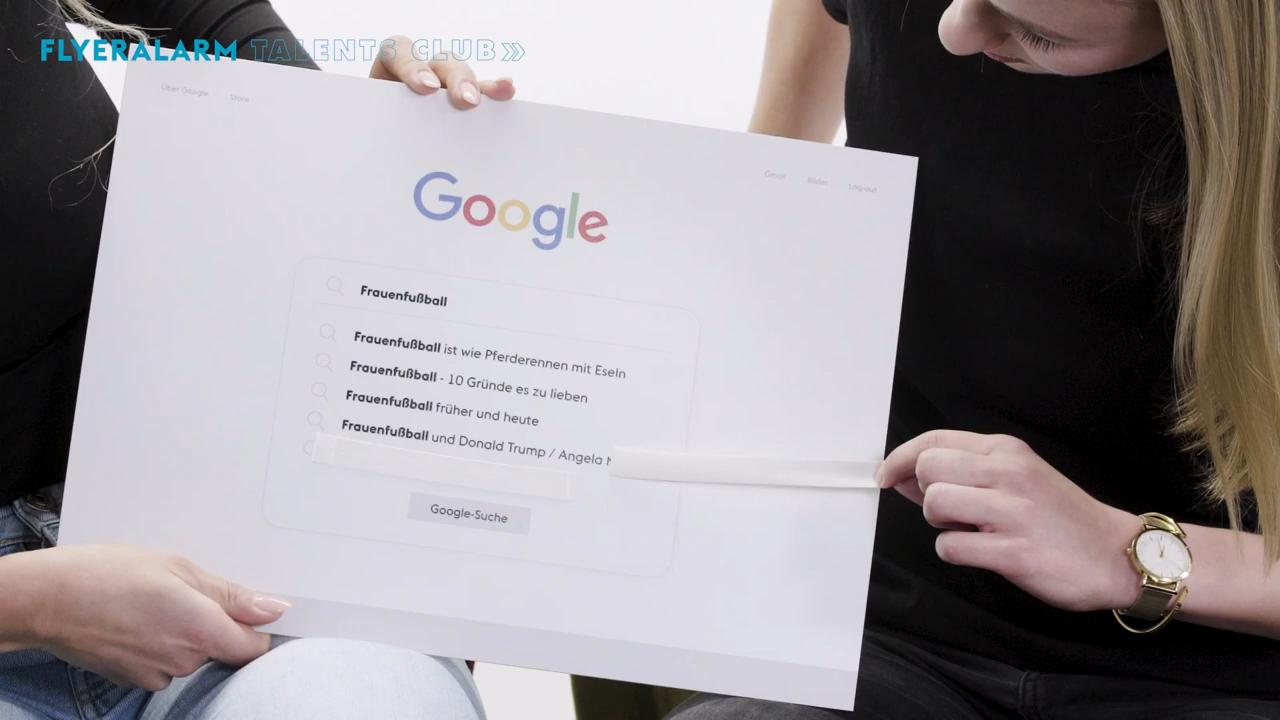 FLYERALARM TALENTS CLUB
Über Google Store
Gmail Bilder Log-out
Google
Frauenfußball
Frauenfußball ist wie Pferderennen mit Eseln
Frauenfußball - 10 Gründe es zu lieben
Frauenfußball früher und heute
Frauenfußball und Donald Trump / Angela
Google-Suche